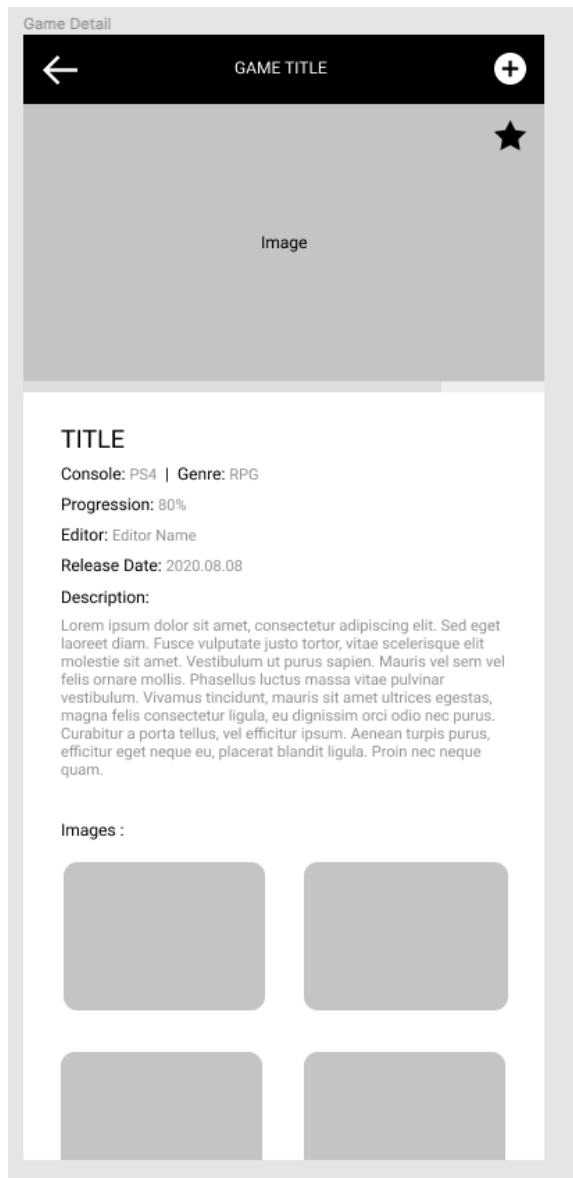 Game Detail
GAME TITLE
Image
TITLE
Console: PS4 | Genre: RPG
Progression: 80%
Editor: Editor Name
Release Date: 2020.08.08
Description:
Lorem ipsum dolor sit amet, consectetur adipiscing elit. Sed eget
laoreet diam. Fusce vulputate justo tortor, vitae scelerisque elit
molestie sit amet. Vestibulum ut purus sapien. Mauris vel sem vel
felis ornare mollis. Phasellus luctus massa vitae pulvinar
vestibulum. Vivamus tincidunt, mauris sit amet ultrices egestas,
magna felis consectetur ligula, eu dignissim orci odio nec purus.
Curabitur a porta tellus, vel efficitur ipsum. Aenean turpis purus,
efficitur eget neque eu, placerat blandit ligula. Proin nec neque
quam.
Images :